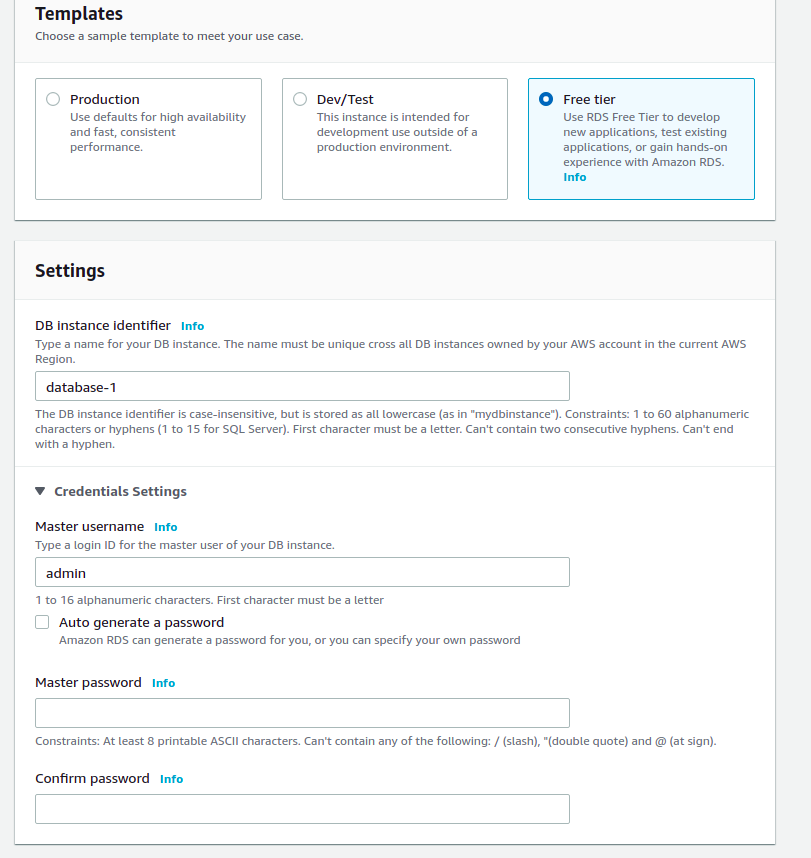 Templates
Choose a sample template to meet your use case.
Production
Use defaults for high availability
and fast, consistent
performance.
Dev/Test
This instance is intended for
development use outside of a
production environment.
Free tier
Use RDS Free Tier to develop
new applications, test existing
applications, or gain hands-on
experience with Amazon RDS.
Info
Settings
DB instance identifier Info
Type a name for your DB instance. The name must be unique cross all DB instances owned by your AWS account in the current AWS
Region.
database-1
The DB instance identifier is case-insensitive, but is stored as all lowercase (as in "mydbinstance"). Constraints: 1 to 60 alphanumeric
characters or hyphens (1 to 15 for SQL Server). First character must be a letter. Can't contain two consecutive hyphens. Can't end
with a hyphen.
Credentials Settings
Master username Info
Type a login ID for the master user of your DB instance.
admin
1 to 16 alphanumeric characters. First character must be a letter
Auto generate a password
Amazon RDS can generate a password for you, or you can specify your own password
Master password Info
Constraints: At least 8 printable ASCII characters. Can't contain any of the following: / (slash), "(double quote) and @ (at sign).
Confirm password Info